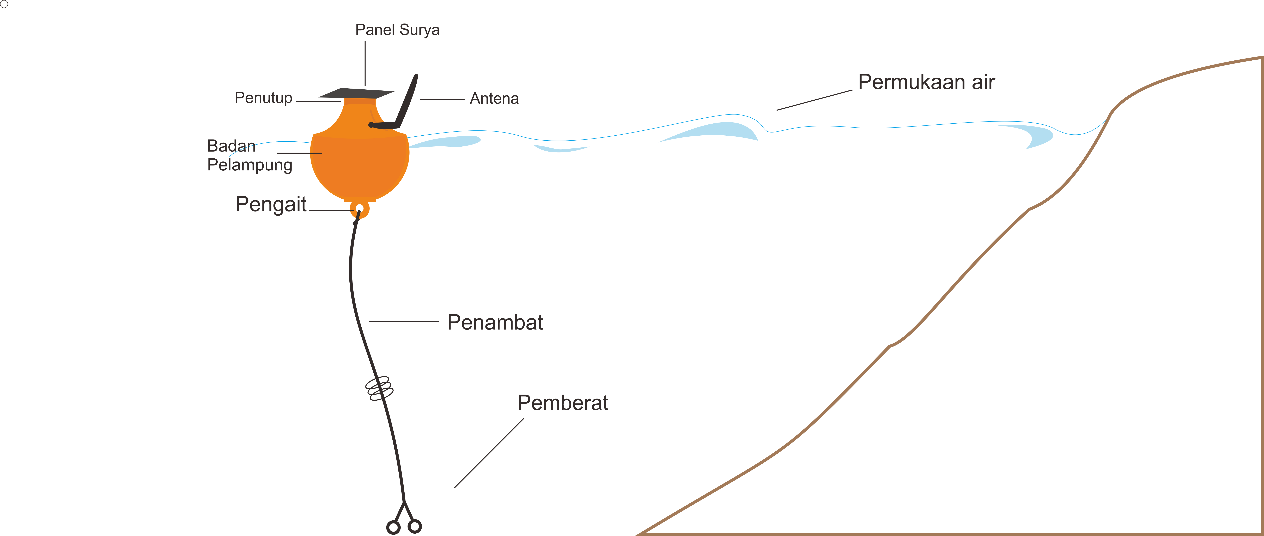 Panel Surya
Penutup
Antena
Permukaan air
Badan
Pelampung
Pengait
Penambat
Pemberat